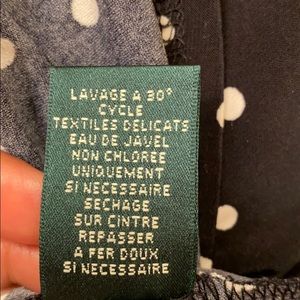 LAVAGE A 30°
CYCLE
TEXTILES DELICATS
EAU DE JAVEL
NON CHLOREE
UNIQUEMENT
SI NECESSAIRE
SECHAGE
SUR CINTRE
REPASSER
A FER DOUX
SI NECESSAIRE